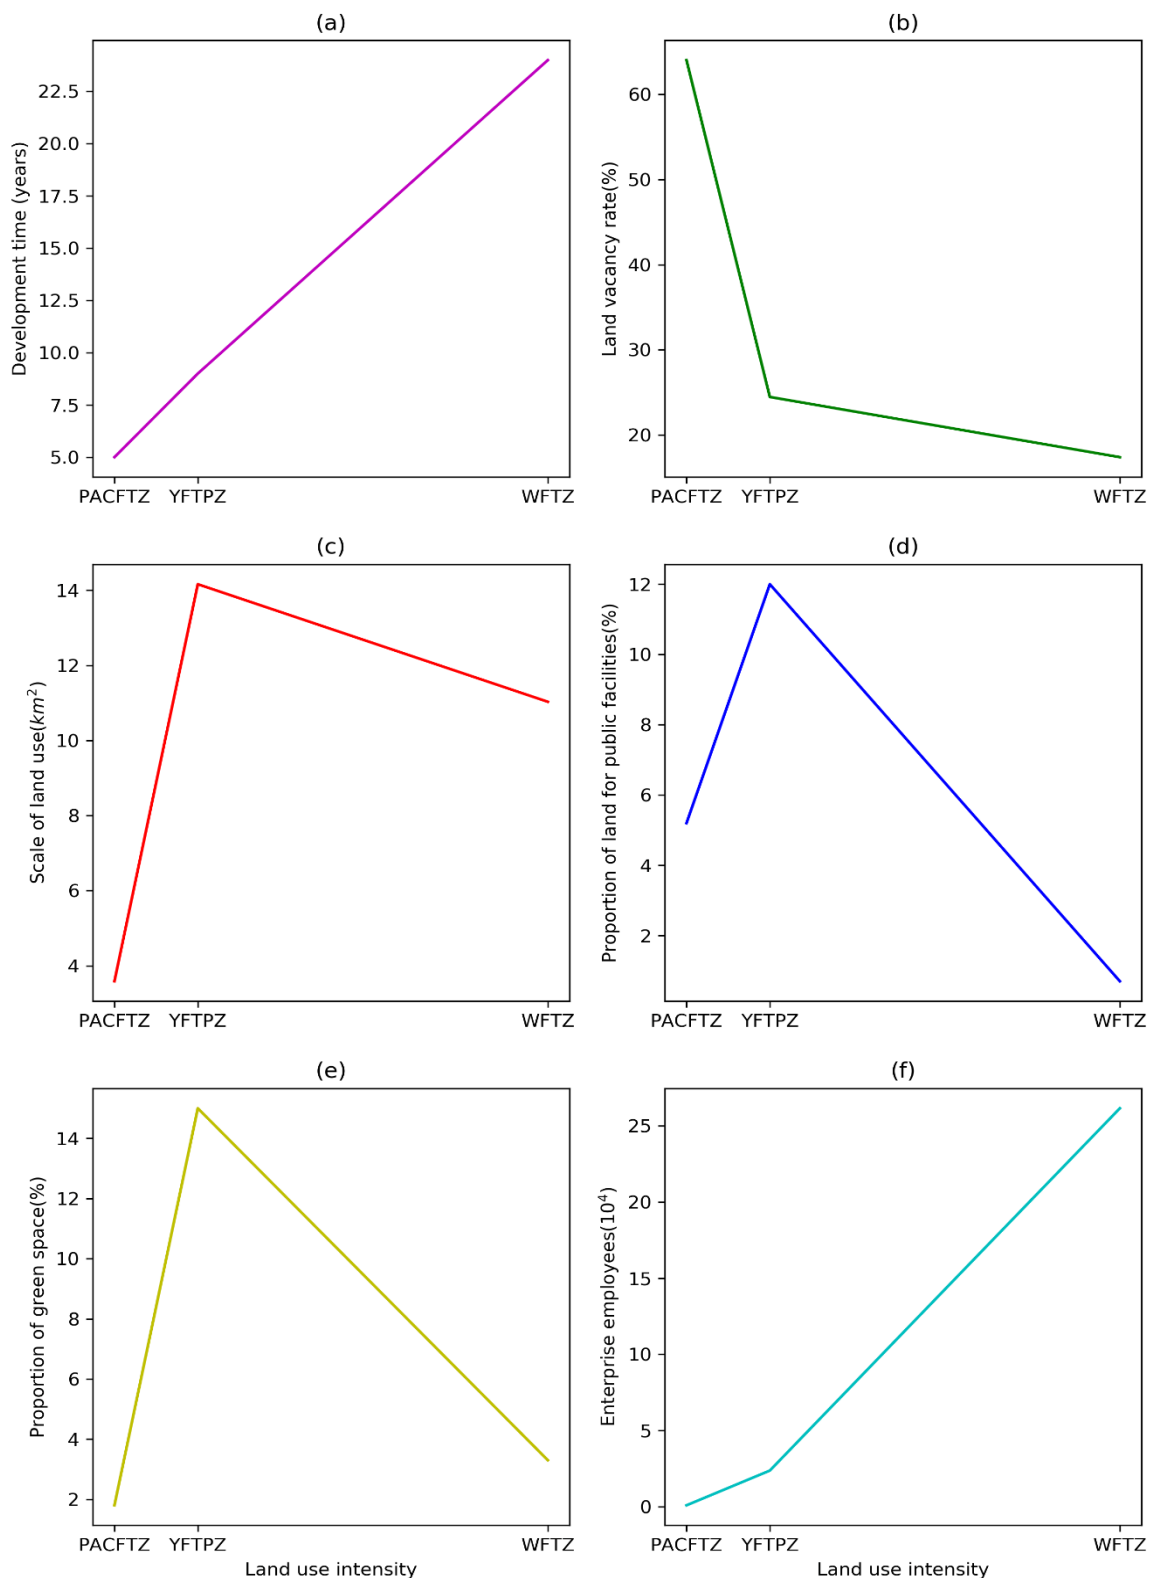 (a)
Development time (years)
22.5
20.0
17.5
15.0
12.5
10.0
7.5
5.0
PACFTZ YFTPZ WFTZ
(b)
Land vacancy rate(%)
60
50
40
30
20
PACFTZ YFTPZ WFTZ
(c)
Scale of land use(km²)
14
12
10
8
6
4
PACFTZ YFTPZ WFTZ
(d)
Proportion of land for public facilities(%)
12
10
8
6
4
2
PACFTZ YFTPZ WFTZ
(e)
Proportion of green space(%)
14
12
10
8
6
4
2
PACFTZ YFTPZ WFTZ
Land use intensity
(f)
Enterprise employees(10⁴)
25
20
15
10
5
0
PACFTZ YFTPZ WFTZ
Land use intensity